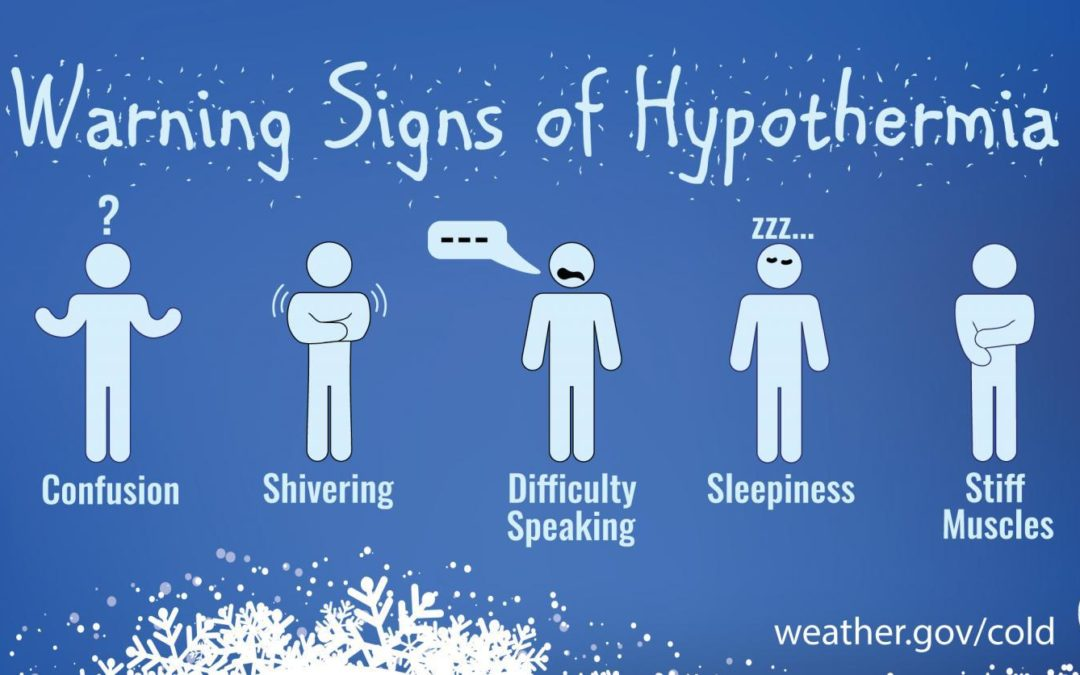 Warning Signs of Hypothermia
?
---
zzz...
Confusion
Shivering
Difficulty
Speaking
Sleepiness
Stiff
Muscles
weather.gov/cold